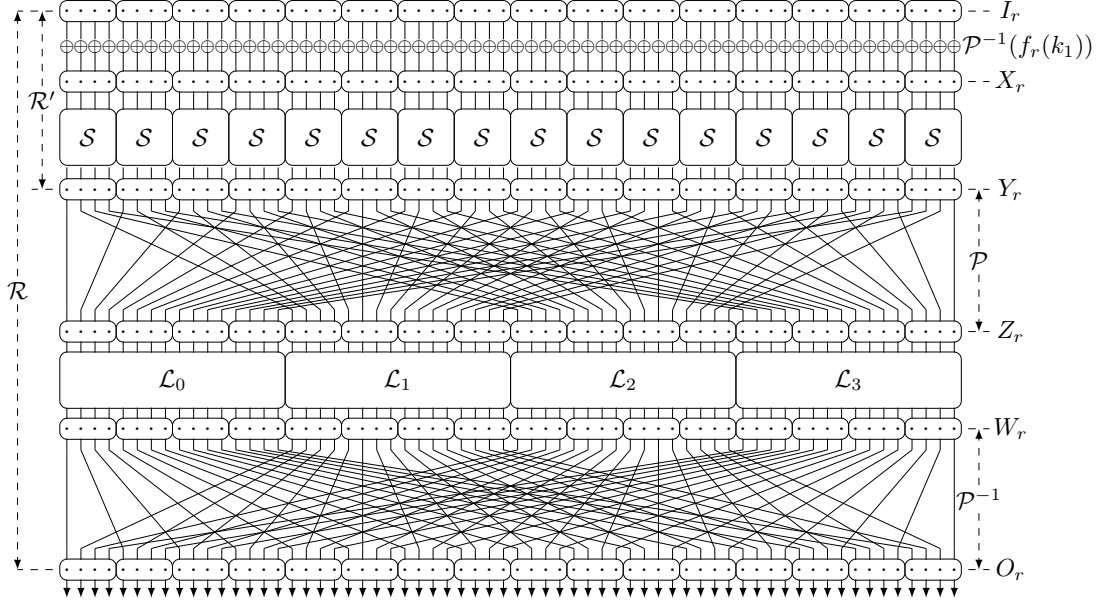 I_r
𝒫^{-1}(f_r(k_1))
X_r
ℛ'
𝒮 𝒮 𝒮 𝒮 𝒮 𝒮 𝒮 𝒮 𝒮 𝒮 𝒮 𝒮 𝒮 𝒮 𝒮 𝒮
Y_r
𝒫
ℛ
Z_r
ℒ_0 ℒ_1 ℒ_2 ℒ_3
W_r
𝒫^{-1}
O_r